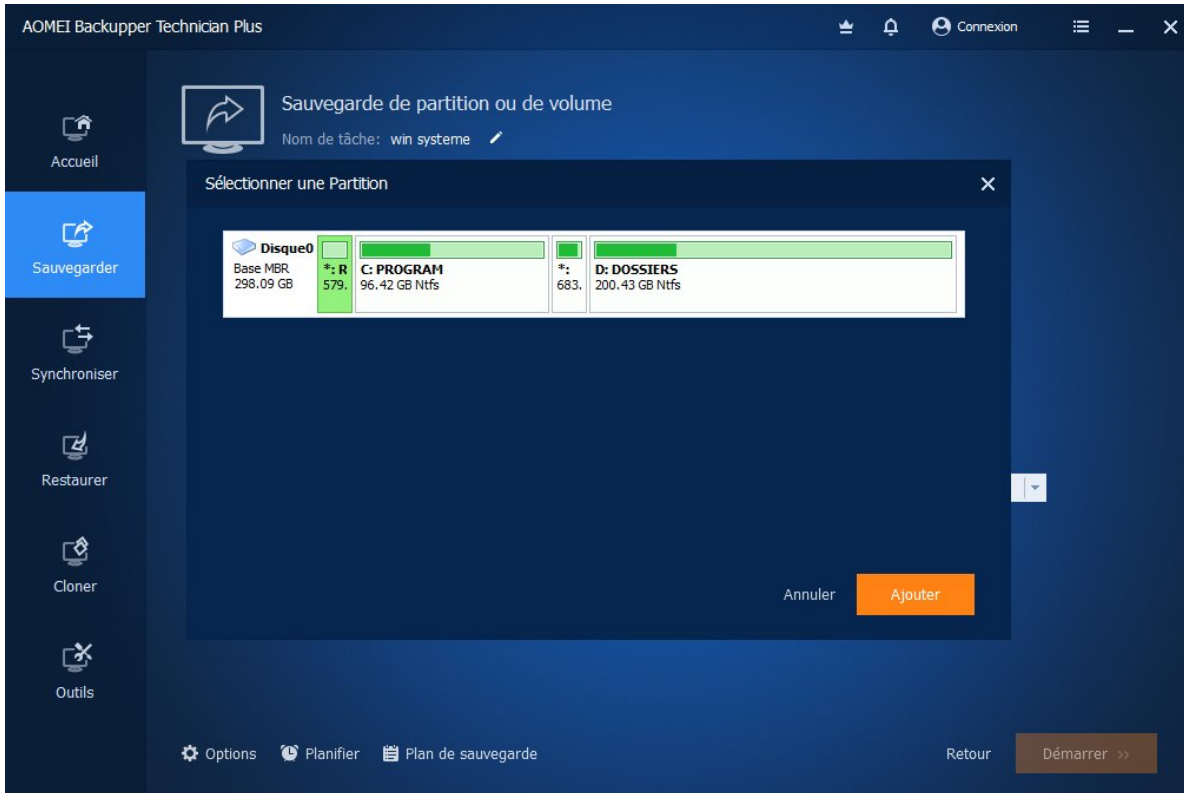 AOMEI Backupper Technician Plus
Connexion
Accueil
Sauvegarder
Synchroniser
Restaurer
Cloner
Outils
Sauvegarde de partition ou de volume
Nom de tâche: win systeme
Sélectionner une Partition
Disque0
Base MBR
298.09 GB
*: R
579.
C: PROGRAM
96.42 GB Ntfs
*:
683.
D: DOSSIERS
200.43 GB Ntfs
Annuler
Ajouter
Options
Planifier
Plan de sauvegarde
Retour
Démarrer >>